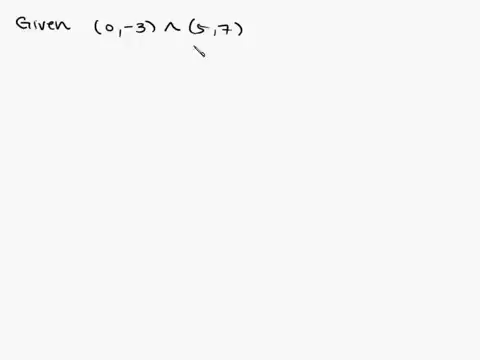 Given (0,-3) ^ (5,7)